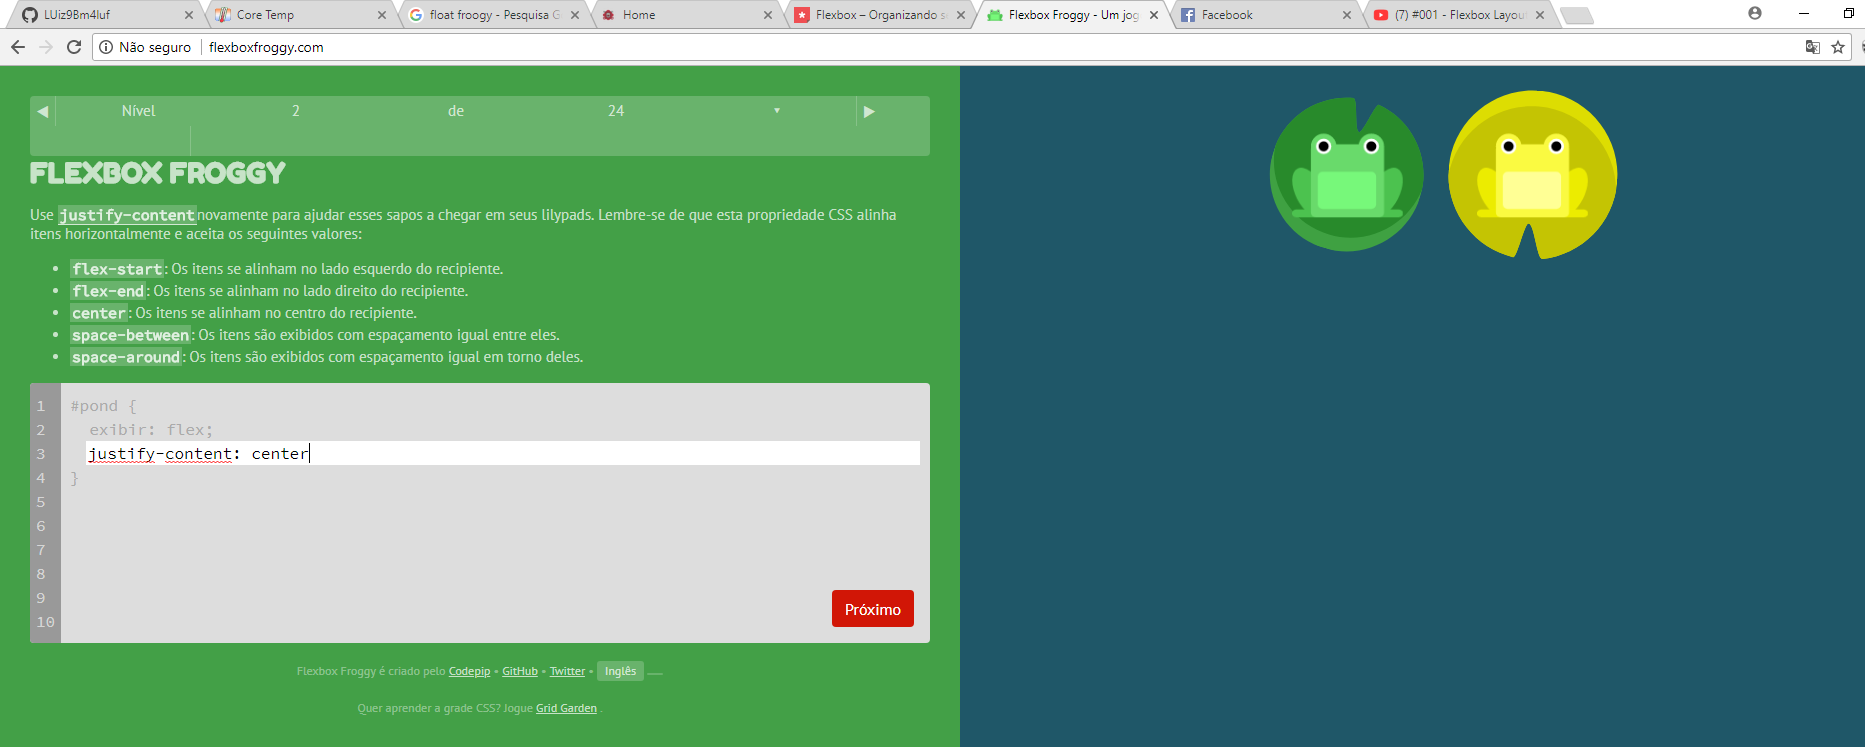 LUiz9Bm4luf
Core Temp
float froogy - Pesquisa G
Home
Flexbox – Organizando s
Flexbox Froggy - Um jog
Facebook
(7) #001 - Flexbox Layou
Não seguro
flexboxfroggy.com
◀ Nível 2 de 24 ▾ ▶
FLEXBOX FROGGY
Use justify-content novamente para ajudar esses sapos a chegar em seus lilypads. Lembre-se de que esta propriedade CSS alinha
itens horizontalmente e aceita os seguintes valores:
• flex-start: Os itens se alinham no lado esquerdo do recipiente.
• flex-end: Os itens se alinham no lado direito do recipiente.
• center: Os itens se alinham no centro do recipiente.
• space-between: Os itens são exibidos com espaçamento igual entre eles.
• space-around: Os itens são exibidos com espaçamento igual em torno deles.
1 #pond {
2 exibir: flex;
3 justify-content: center
4 }
5
6
7
8
9
10
Próximo
Flexbox Froggy é criado pelo Codepip • GitHub • Twitter • Inglês
Quer aprender a grade CSS? Jogue Grid Garden .